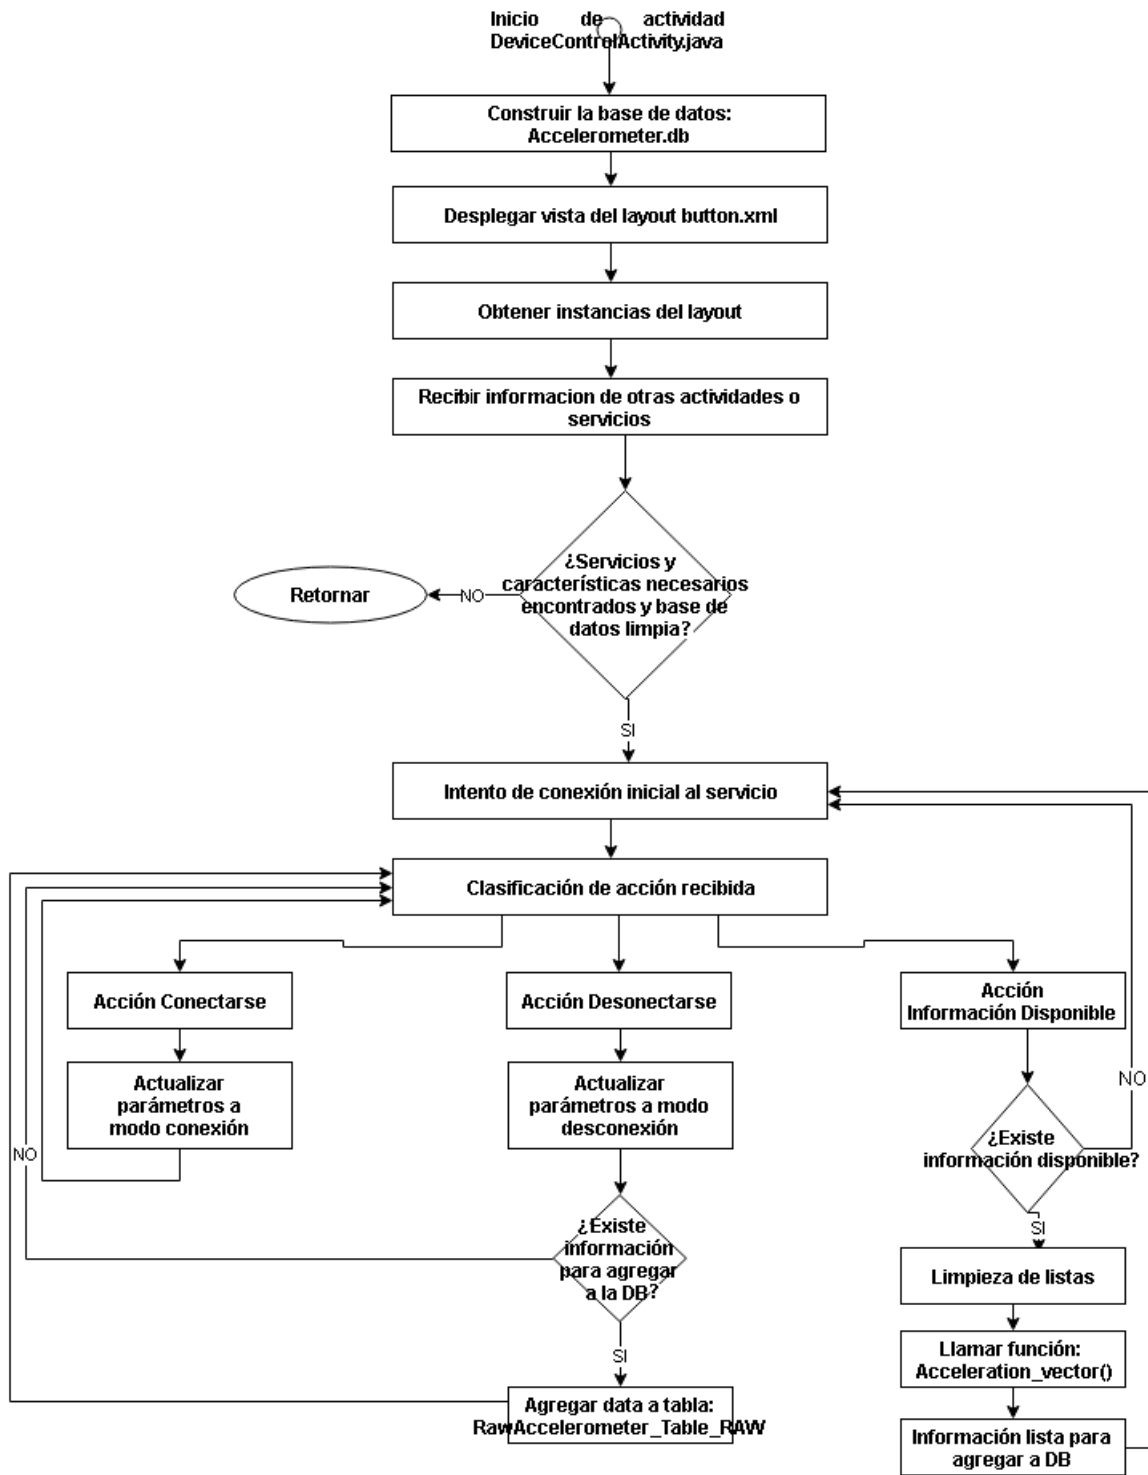 Inicio de actividad
DeviceControlActivity.java
Construir la base de datos:
Accelerometer.db
Desplegar vista del layout button.xml
Obtener instancias del layout
Recibir informacion de otras actividades o
servicios
¿Servicios y
características necesarios
encontrados y base de
datos limpia?
NO
Retornar
SI
Intento de conexión inicial al servicio
Clasificación de acción recibida
Acción Conectarse
Acción Desonectarse
Acción
Información Disponible
Actualizar
parámetros a
modo conexión
Actualizar
parámetros a modo
desconexión
NO
¿Existe
información disponible?
NO
SI
¿Existe
información
para agregar
a la DB?
Limpieza de listas
SI
Llamar función:
Acceleration_vector()
Agregar data a tabla:
RawAccelerometer_Table_RAW
Información lista para
agregar a DB